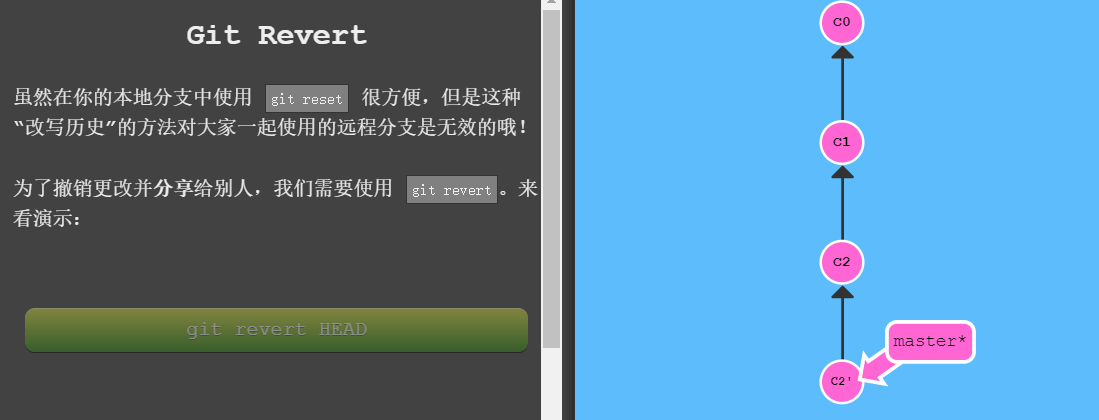 Git Revert
虽然在你的本地分支中使用 git reset 很方便，但是这种
“改写历史”的方法对大家一起使用的远程分支是无效的哦！
为了撤销更改并分享给别人，我们需要使用 git revert。来
看演示：
git revert HEAD
C0
C1
C2
master*
C2'